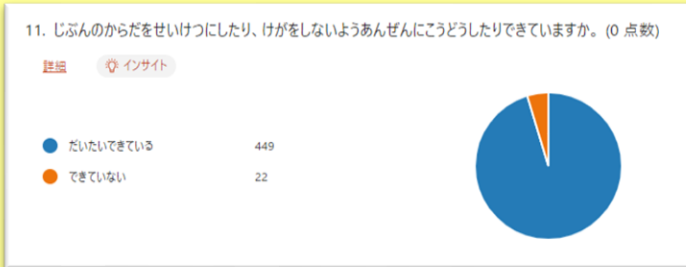 11. じぶんのからだをせいけつにしたり、けがをしないようあんぜんにこうどうしたりできていますか。(0 点数)
詳細 インサイト
だいたいできている 449
できていない 22